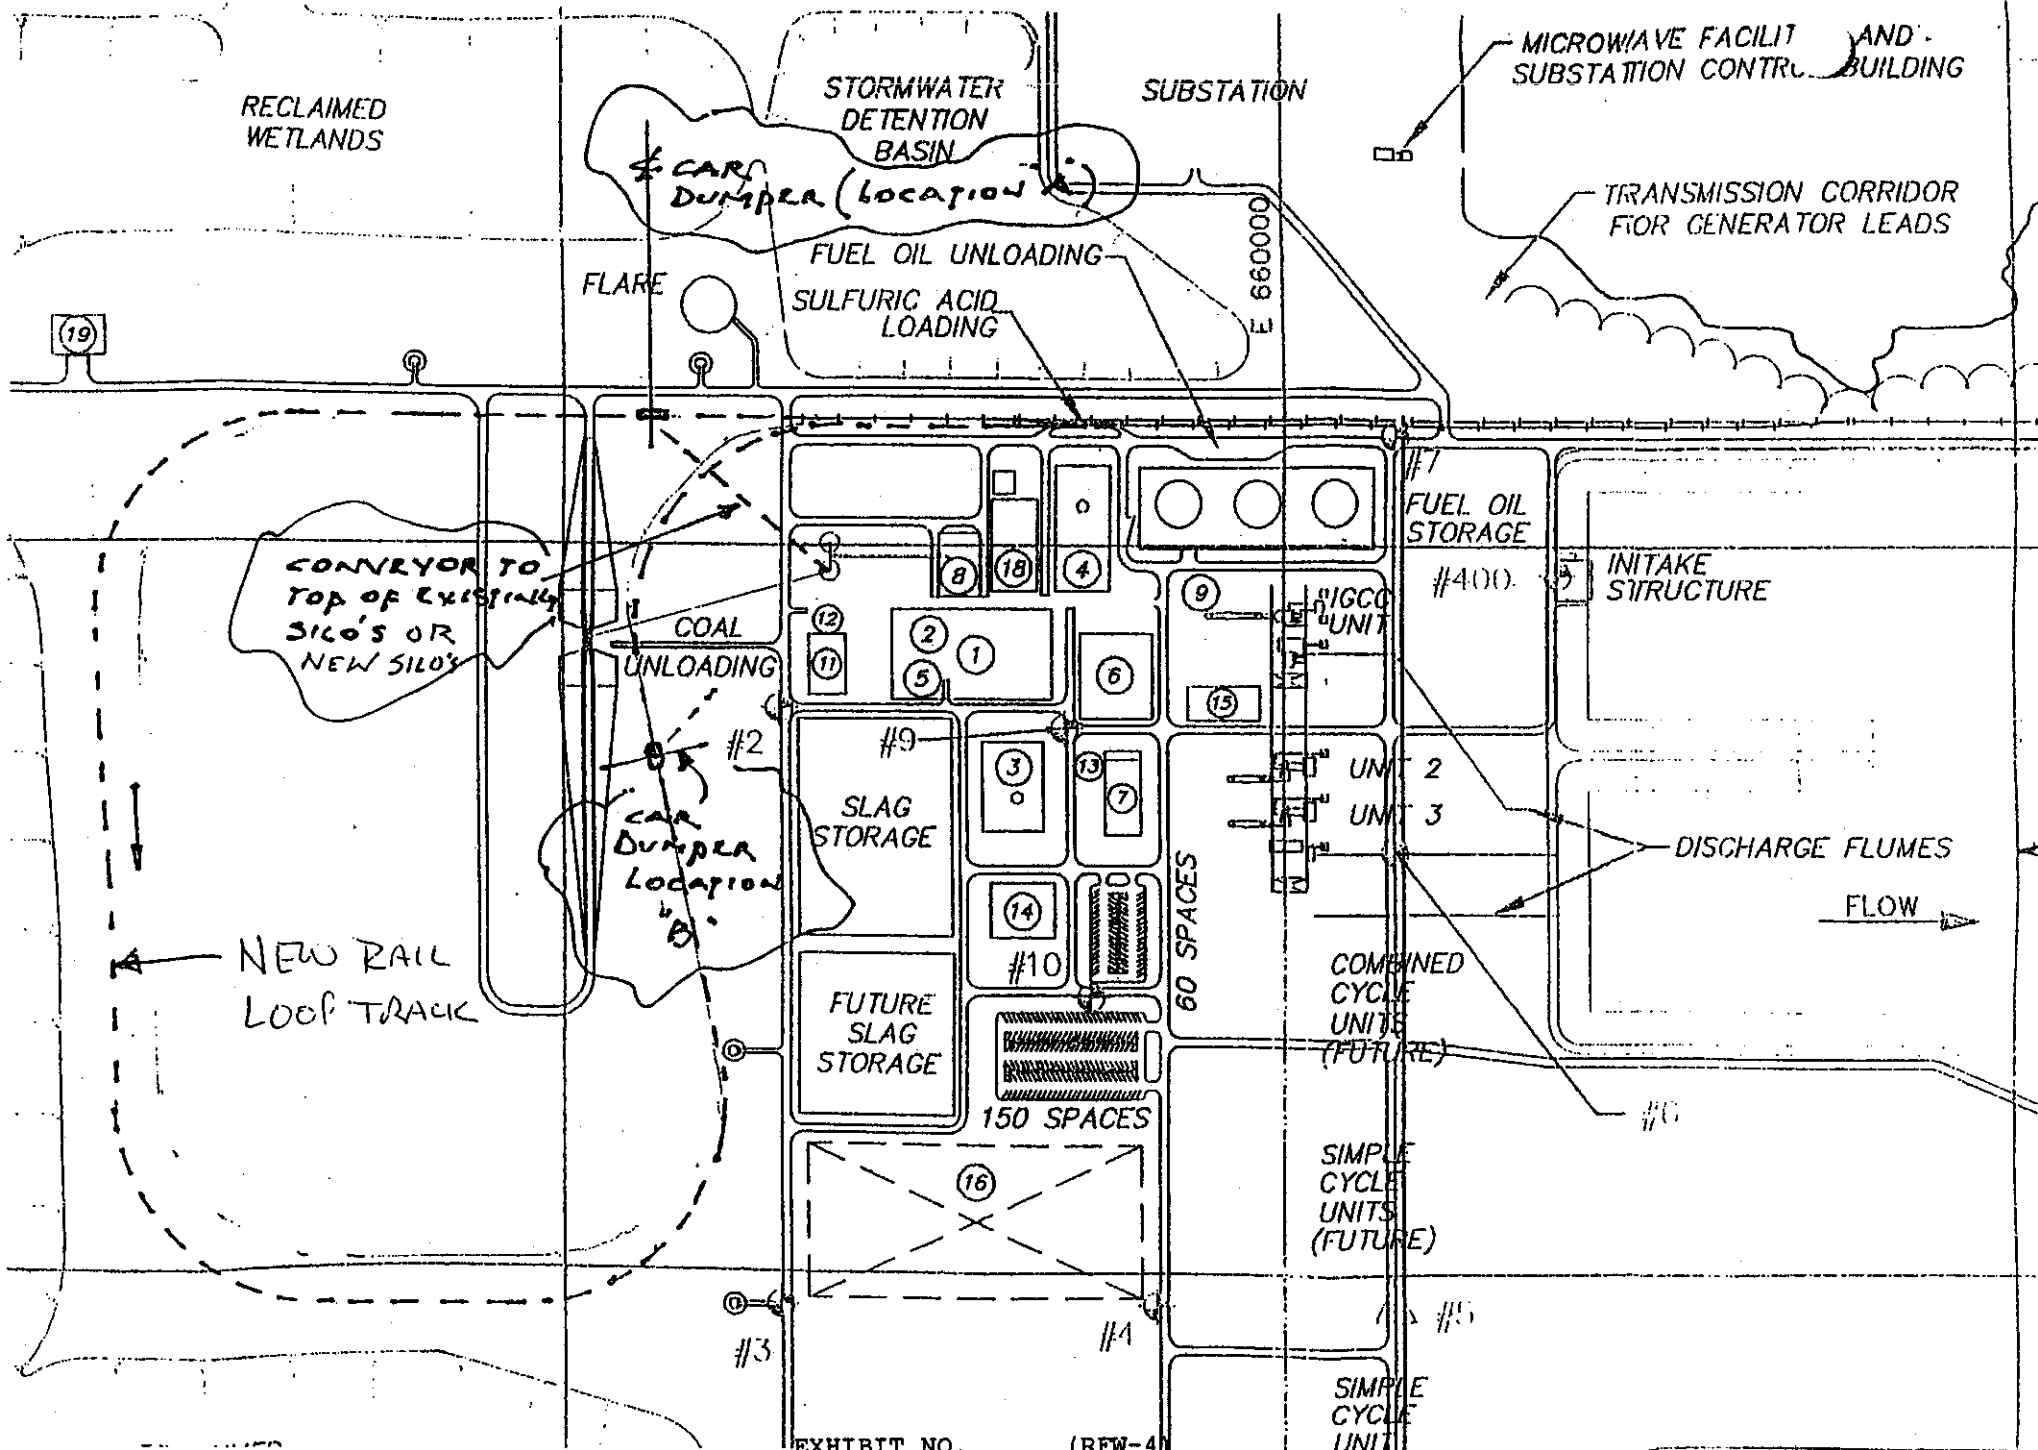 MICROWAVE FACILIT AND
SUBSTATION CONTRO BUILDING
STORMWATER
DETENTION
BASIN
SUBSTATION
RECLAIMED
WETLANDS
℄ CAR
DUMPER (LOCATION A)
TRANSMISSION CORRIDOR
FOR GENERATOR LEADS
E 660000
FUEL OIL UNLOADING
FLARE
SULFURIC ACID
LOADING
19
#7
FUEL OIL
STORAGE
CONVEYOR TO
TOP OF EXISTING
SILO'S OR
NEW SILO'S
8
18
4
9
IGCC
UNIT
#400
INTAKE
STRUCTURE
12
COAL
UNLOADING
11
2
1
5
6
15
#2
#9
3
13
7
UNIT 2
UNIT 3
SLAG
STORAGE
CAR
DUMPER
LOCATION
"B"
DISCHARGE FLUMES
FLOW
60 SPACES
14
#10
NEW RAIL
LOOP TRACK
COMBINED
CYCLE
UNITS
(FUTURE)
FUTURE
SLAG
STORAGE
150 SPACES
#6
16
SIMPLE
CYCLE
UNITS
(FUTURE)
#3
#4
#5
SIMPLE
CYCLE
UNIT
EXHIBIT NO. (RFW-4)